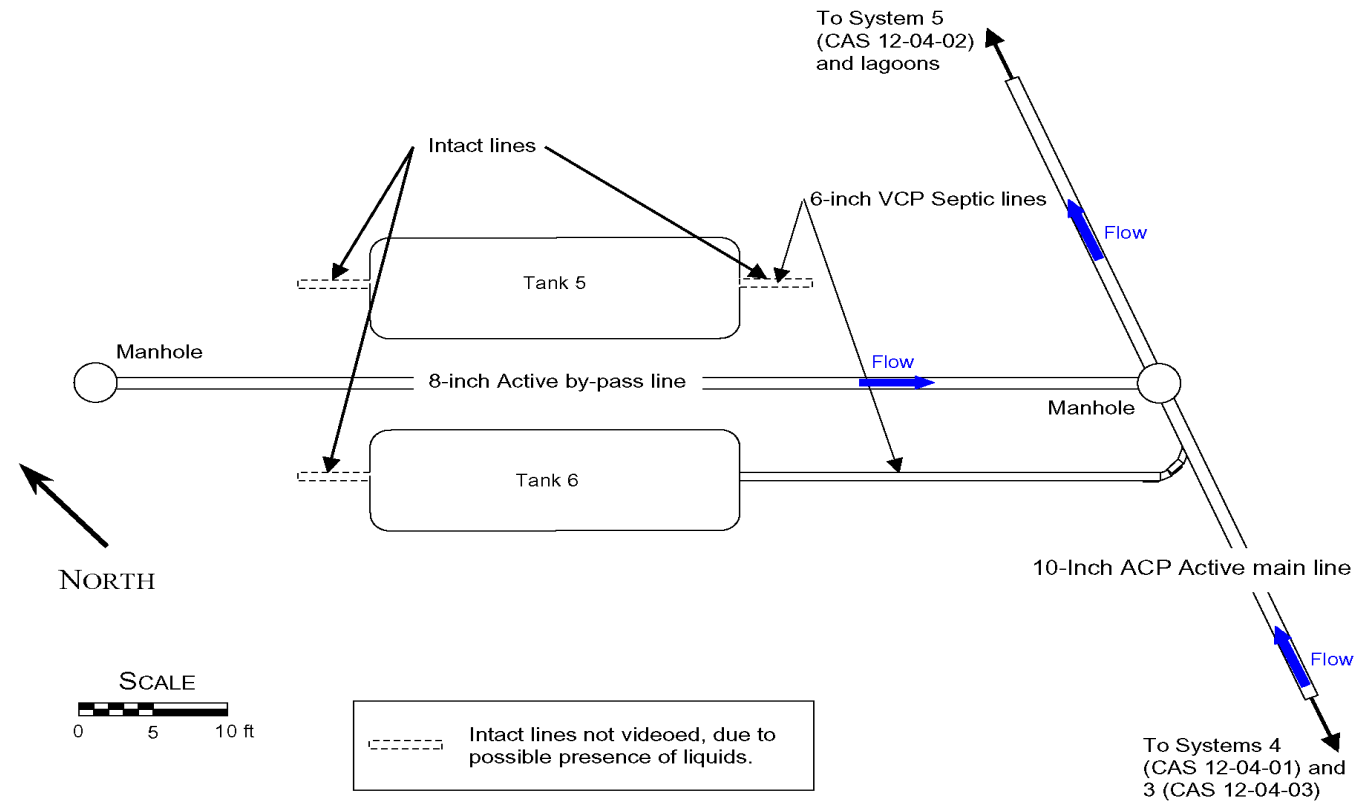 To System 5
(CAS 12-04-02)
and lagoons
Intact lines
6-inch VCP Septic lines
Flow
Tank 5
Manhole
Flow
8-inch Active by-pass line
Manhole
Tank 6
NORTH
10-Inch ACP Active main line
Flow
SCALE
0 5 10 ft
Intact lines not videoed, due to
possible presence of liquids.
To Systems 4
(CAS 12-04-01) and
3 (CAS 12-04-03)